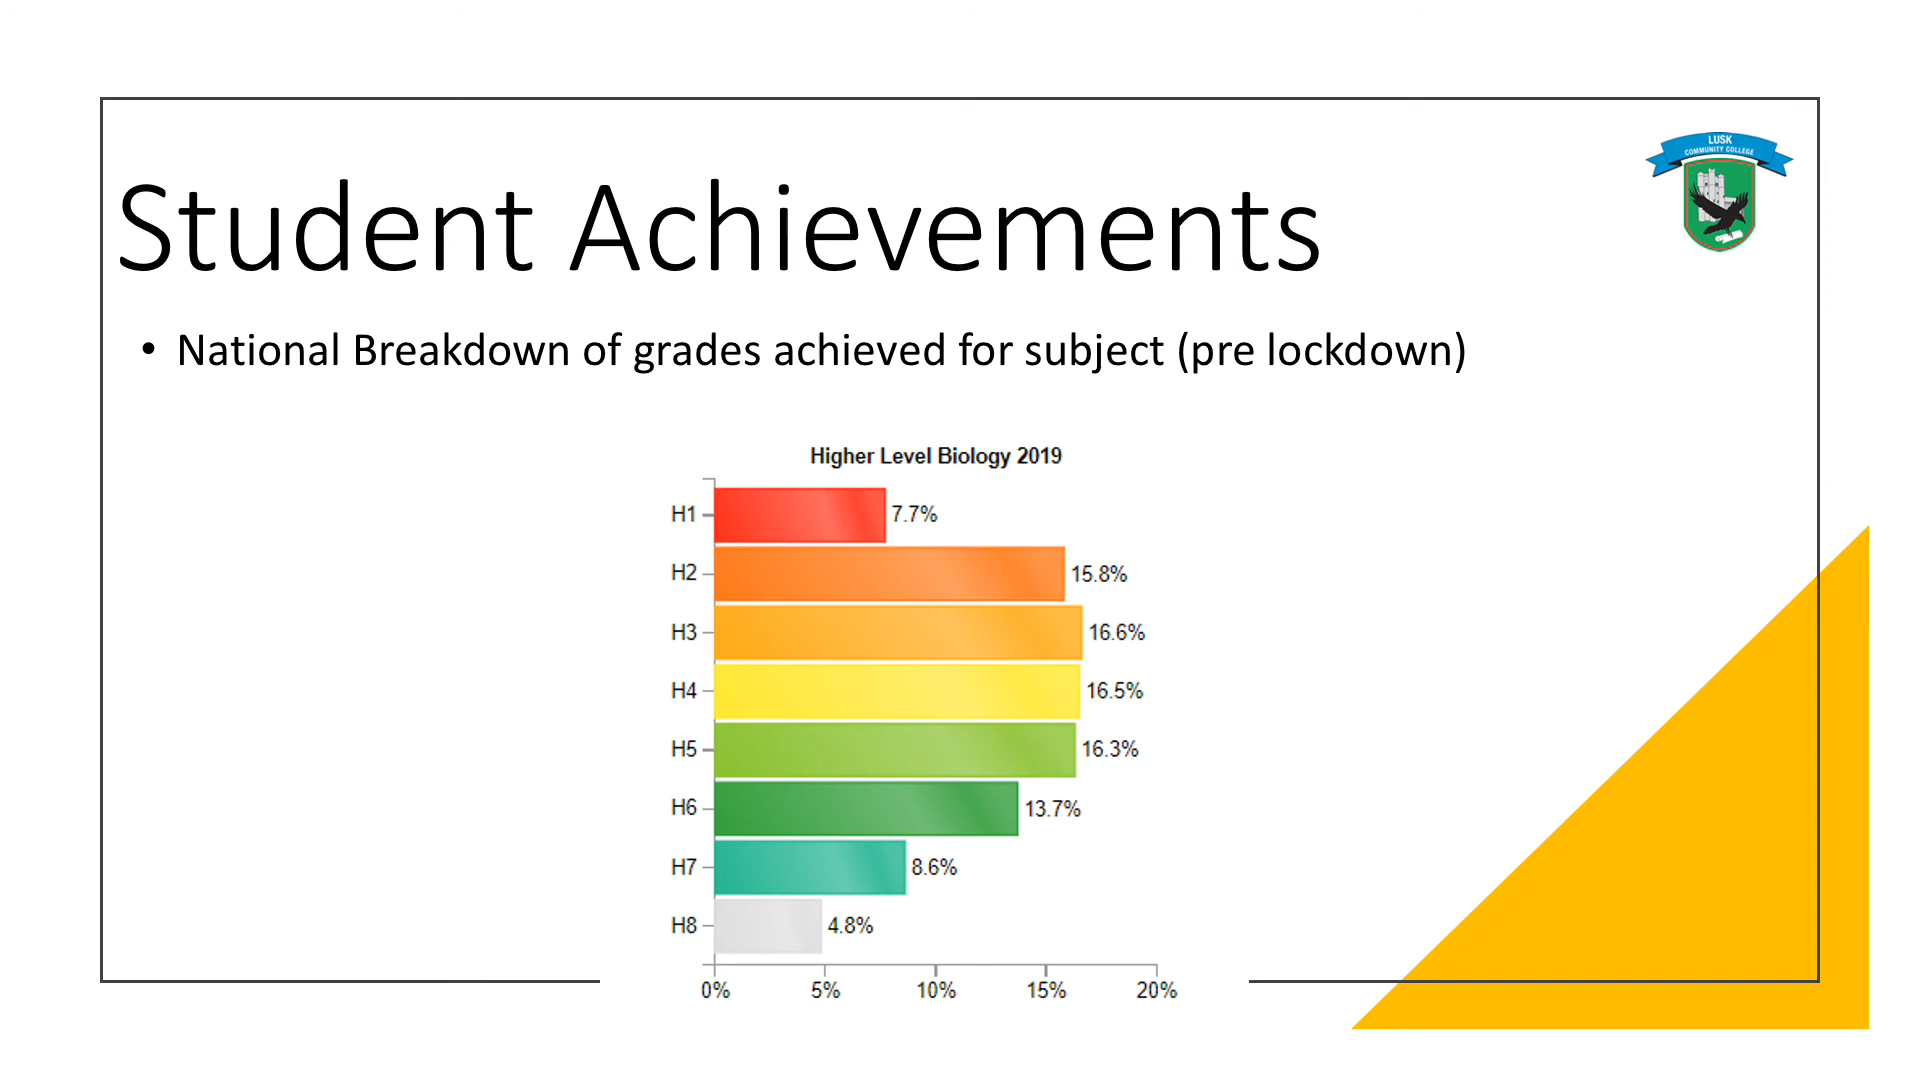 LUSK
COMMUNITY COLLEGE
Student Achievements
• National Breakdown of grades achieved for subject (pre lockdown)
Higher Level Biology 2019
H1 7.7%
H2 15.8%
H3 16.6%
H4 16.5%
H5 16.3%
H6 13.7%
H7 8.6%
H8 4.8%
0% 5% 10% 15% 20%